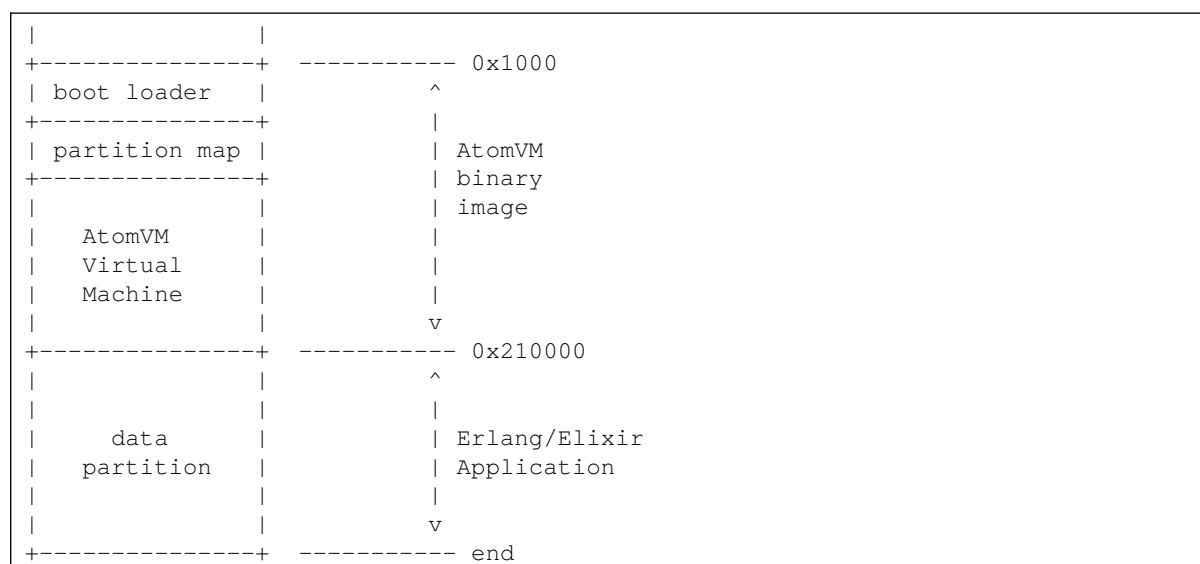 |               |
+---------------+  ----------- 0x1000
| boot loader   |          ^
+---------------+          |
| partition map |          | AtomVM
+---------------+          | binary
|               |          | image
|   AtomVM      |          |
|   Virtual     |          |
|   Machine     |          |
|               |          v
+---------------+  ----------- 0x210000
|               |          ^
|               |          |
|     data      |          | Erlang/Elixir
|   partition   |          | Application
|               |          |
|               |          v
+---------------+  ----------- end